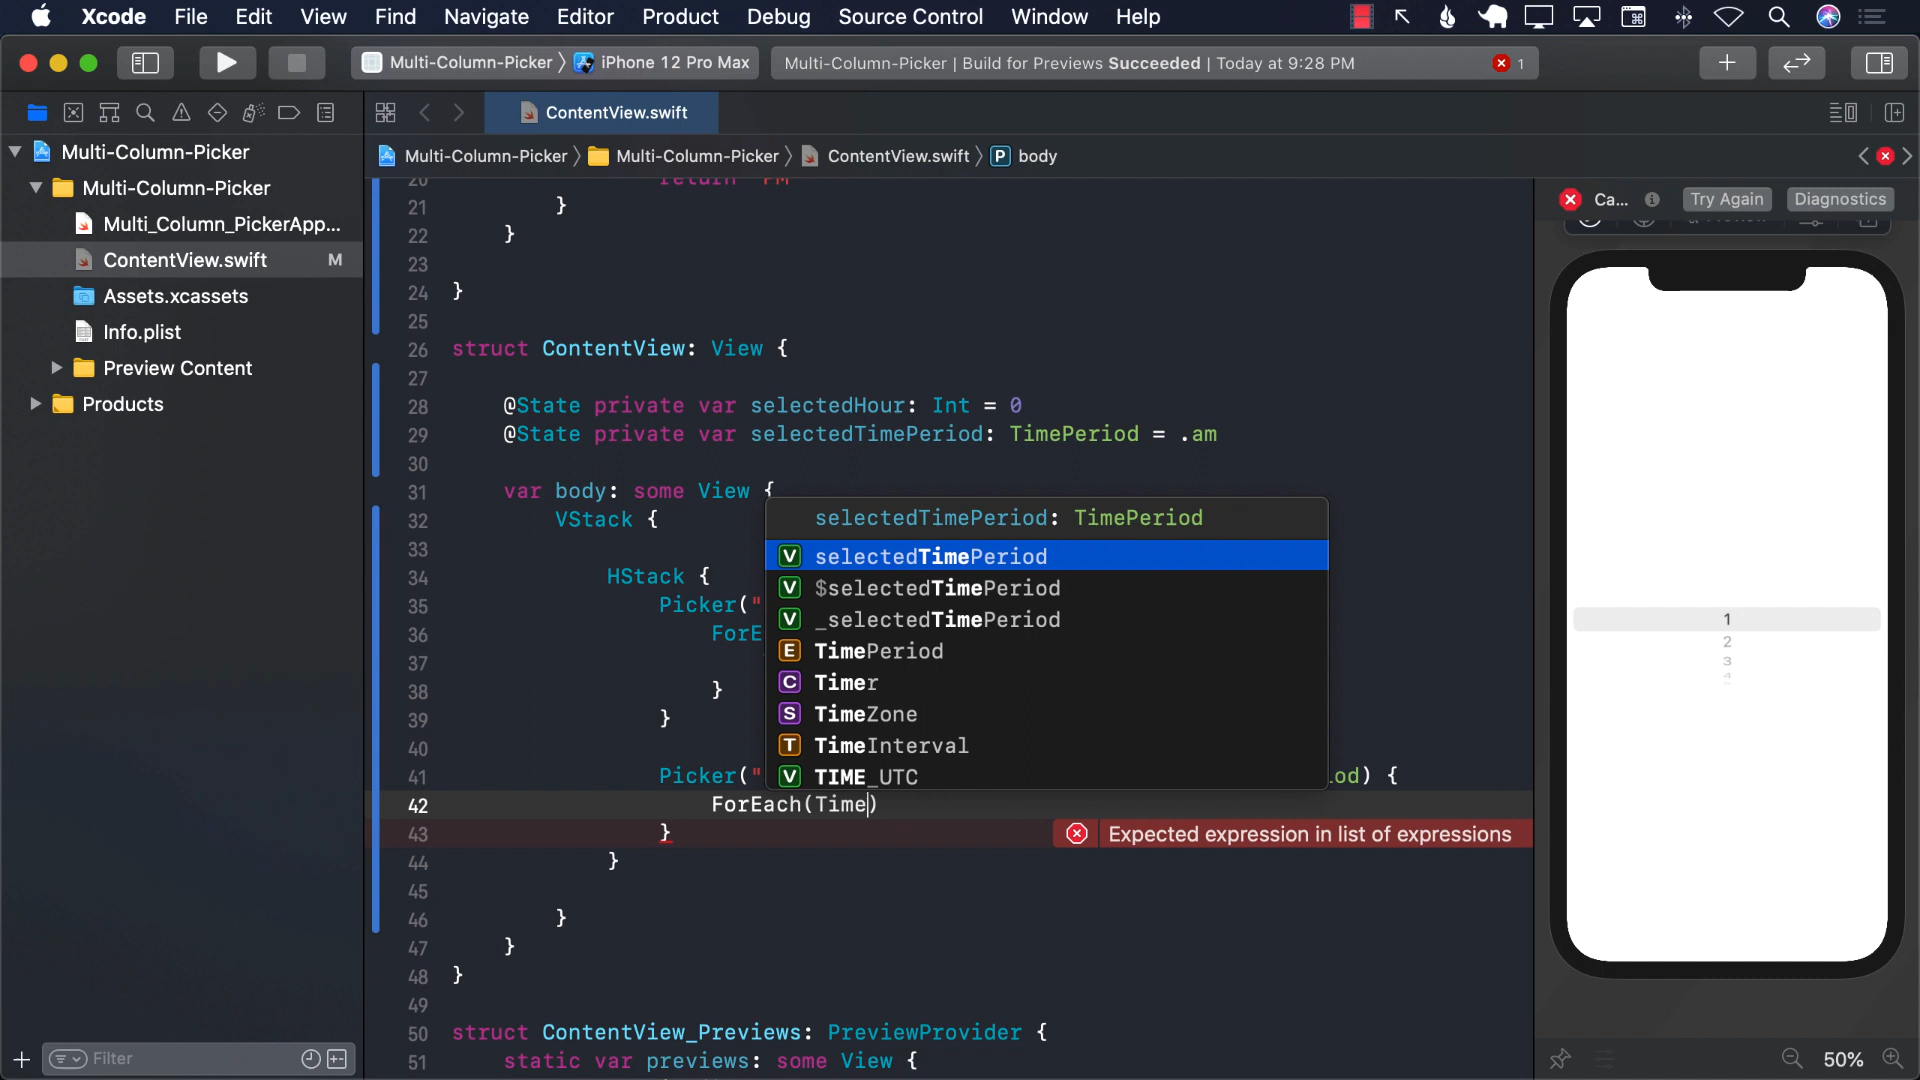 Xcode File Edit View Find Navigate Editor Product Debug Source Control Window Help
Multi-Column-Picker 〉 iPhone 12 Pro Max
Multi-Column-Picker | Build for Previews Succeeded | Today at 9:28 PM
1
ContentView.swift
Multi-Column-Picker 〉 Multi-Column-Picker 〉 ContentView.swift 〉 P body
Multi-Column-Picker
Multi-Column-Picker
Multi_Column_PickerApp...
ContentView.swift M
Assets.xcassets
Info.plist
Preview Content
Products
Filter
20 return "PM"
21 }
22 }
23
24 }
25
26 struct ContentView: View {
27
28 @State private var selectedHour: Int = 0
29 @State private var selectedTimePeriod: TimePeriod = .am
30
31 var body: some View {
32 VStack {
33
34 HStack {
35 Picker("
36 ForE
37
38 }
39 }
40
41 Picker(" od) {
42 ForEach(Time)
43 } Expected expression in list of expressions
44 }
45
46 }
47 }
48 }
49
50 struct ContentView_Previews: PreviewProvider {
51 static var previews: some View {
selectedTimePeriod: TimePeriod
V selectedTimePeriod
V $selectedTimePeriod
V _selectedTimePeriod
E TimePeriod
C Timer
S TimeZone
T TimeInterval
V TIME_UTC
Ca... Try Again Diagnostics
1
2
3
4
50%